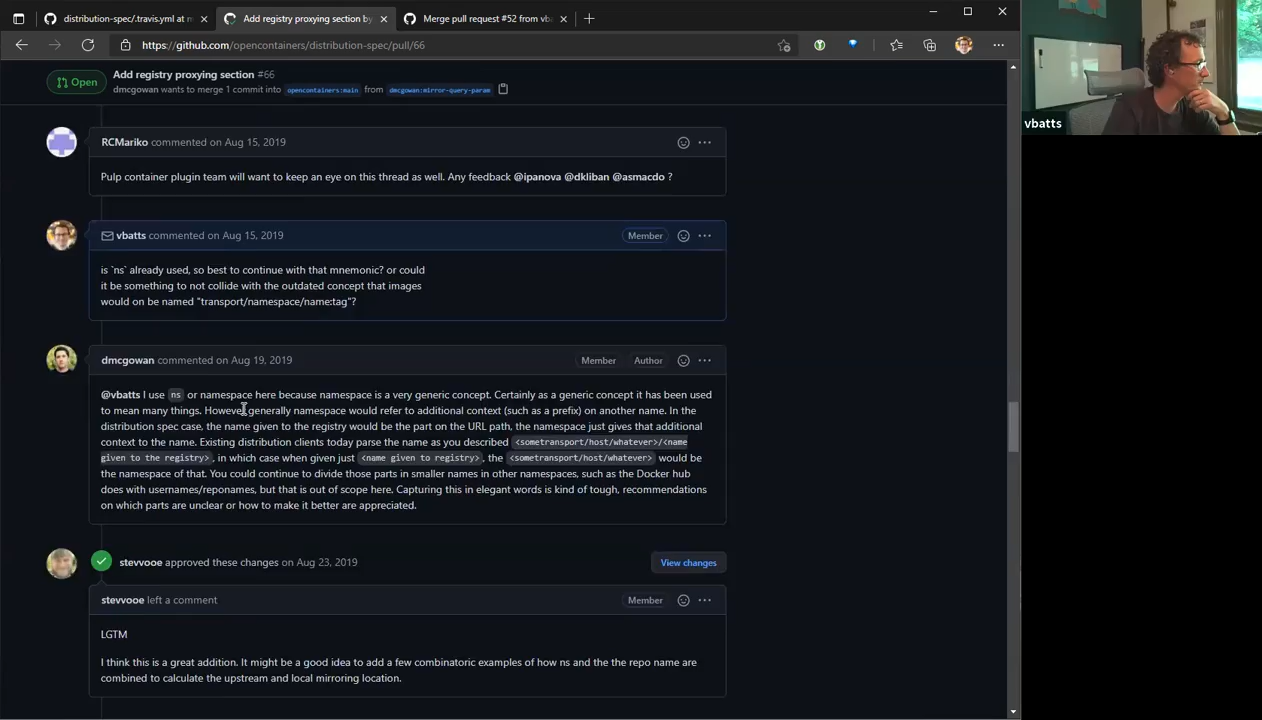 distribution-spec/.travis.yml at m
Add registry proxying section by
Merge pull request #52 from vba
https://github.com/opencontainers/distribution-spec/pull/66
vbatts
Open
Add registry proxying section #66
dmcgowan wants to merge 1 commit into opencontainers:main from dmcgowan:mirror-query-param
RCMariko commented on Aug 15, 2019
Pulp container plugin team will want to keep an eye on this thread as well. Any feedback @ipanova @dkliban @asmacdo ?
vbatts commented on Aug 15, 2019
Member
is `ns` already used, so best to continue with that mnemonic? or could
it be something to not collide with the outdated concept that images
would on be named "transport/namespace/name:tag"?
dmcgowan commented on Aug 19, 2019
Member Author
@vbatts I use ns or namespace here because namespace is a very generic concept. Certainly as a generic concept it has been used
to mean many things. However generally namespace would refer to additional context (such as a prefix) on another name. In the
distribution spec case, the name given to the registry would be the part on the URL path, the namespace just gives that additional
context to the name. Existing distribution clients today parse the name as you described <sometransport/host/whatever>/<name
given to the registry>, in which case when given just <name given to registry>, the <sometransport/host/whatever> would be
the namespace of that. You could continue to divide those parts in smaller names in other namespaces, such as the Docker hub
does with usernames/reponames, but that is out of scope here. Capturing this in elegant words is kind of tough, recommendations
on which parts are unclear or how to make it better are appreciated.
stevvooe approved these changes on Aug 23, 2019
View changes
stevvooe left a comment
Member
LGTM
I think this is a great addition. It might be a good idea to add a few combinatoric examples of how ns and the the repo name are
combined to calculate the upstream and local mirroring location.